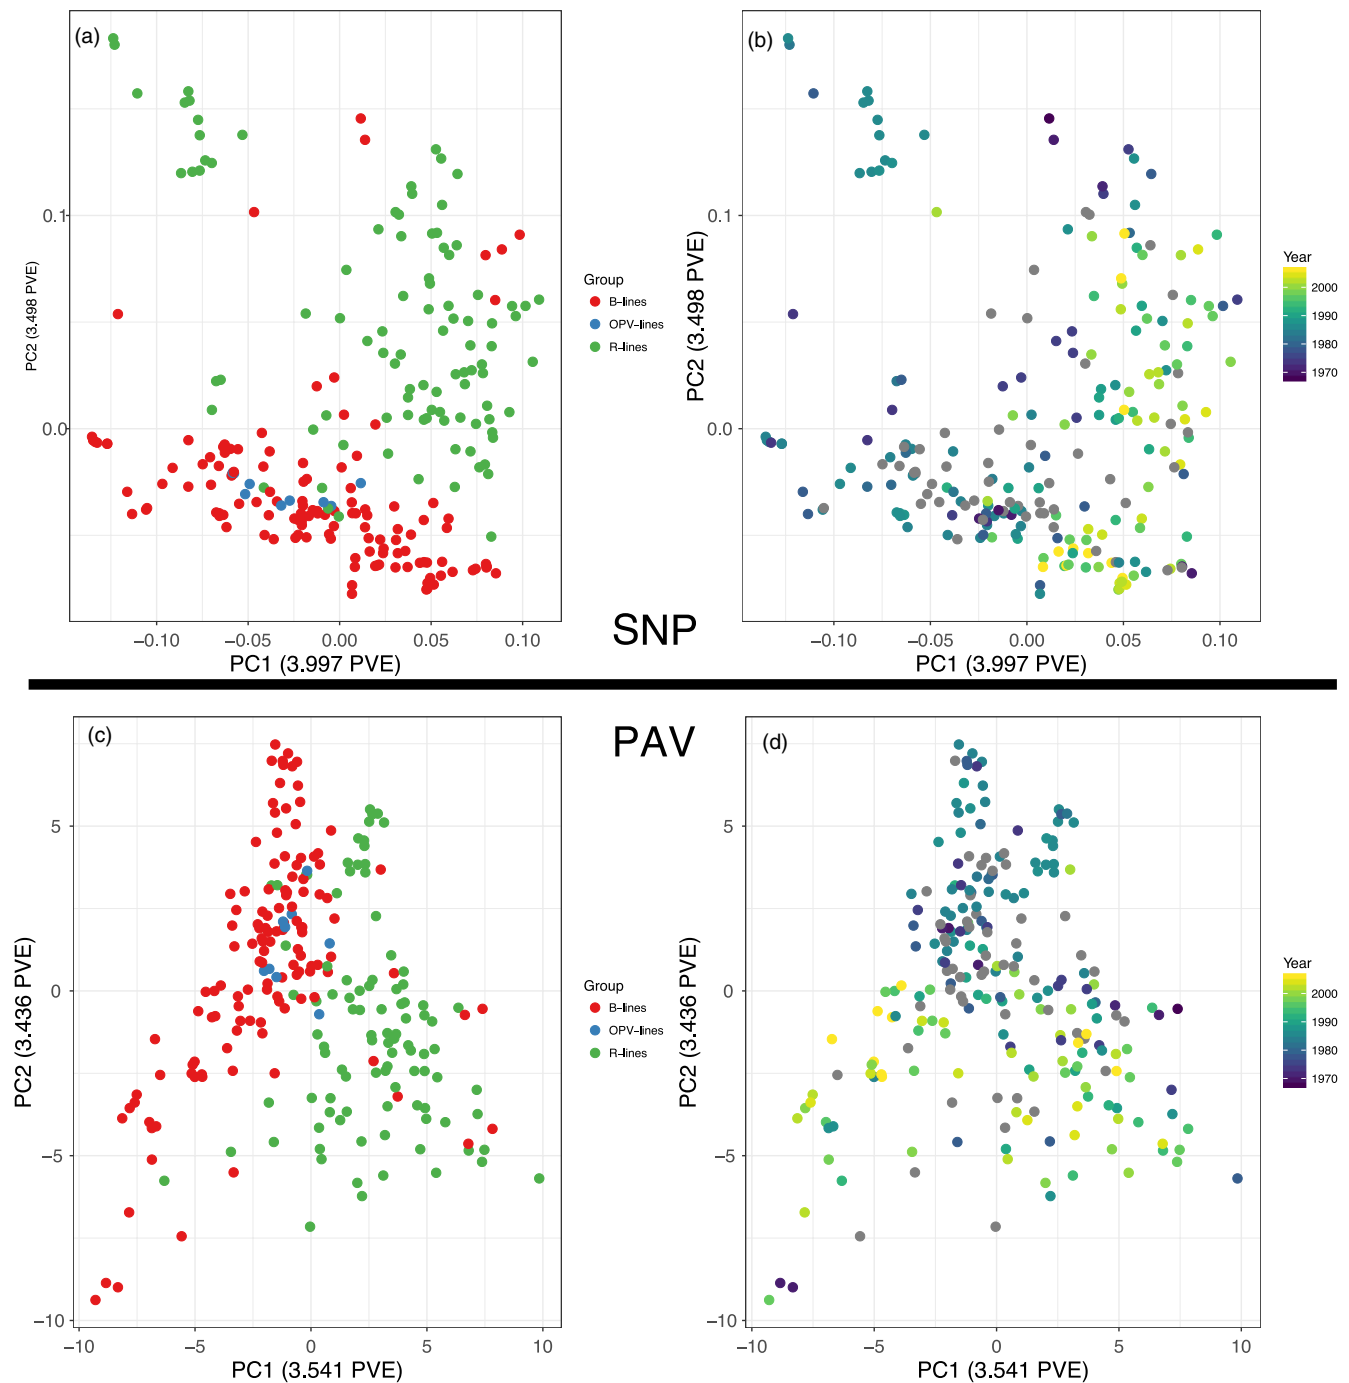 (a)
PC2 (3.498 PVE)
0.1
0.0
−0.10 −0.05 0.00 0.05 0.10
PC1 (3.997 PVE)
Group
B-lines
OPV-lines
R-lines
(b)
PC2 (3.498 PVE)
0.1
0.0
−0.10 −0.05 0.00 0.05 0.10
PC1 (3.997 PVE)
Year
2000
1990
1980
1970
SNP
PAV
(c)
PC2 (3.436 PVE)
5
0
−5
−10
−10 −5 0 5 10
PC1 (3.541 PVE)
Group
B-lines
OPV-lines
R-lines
(d)
PC2 (3.436 PVE)
5
0
−5
−10
−10 −5 0 5 10
PC1 (3.541 PVE)
Year
2000
1990
1980
1970